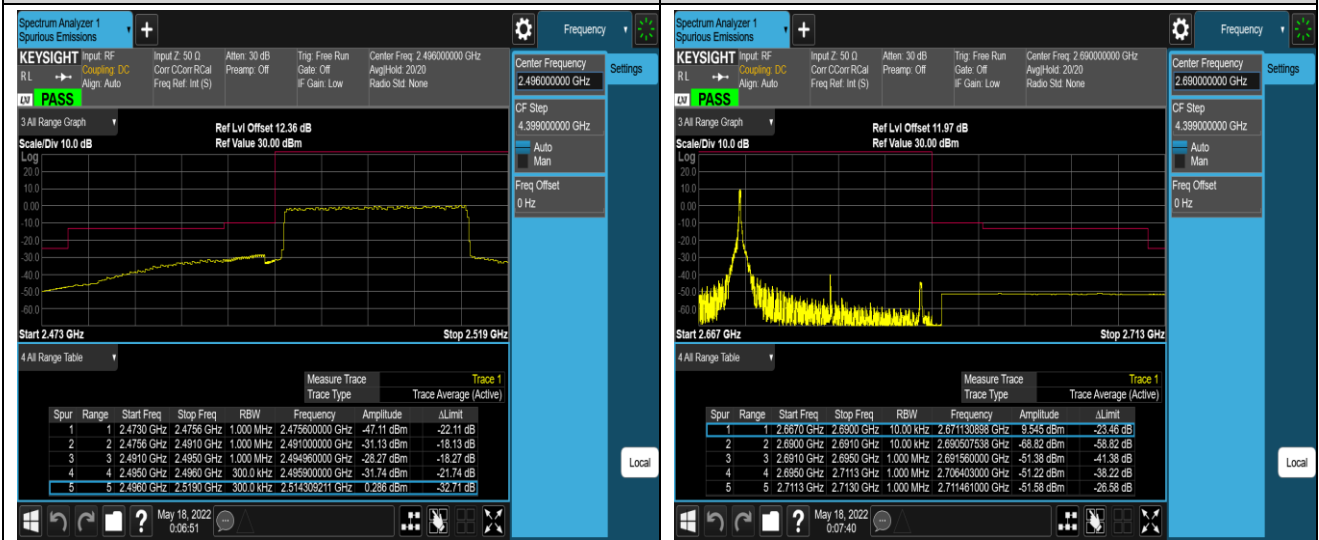 Spectrum Analyzer 1
Spurious Emissions
+
Frequency
KEYSIGHT Input: RF Input Z: 50 Ω Atten: 30 dB Trig: Free Run Center Freq: 2.496000000 GHz
Coupling: DC Corr CCorr RCal Preamp: Off Gate: Off Avg|Hold: 20/20
RL Align: Auto Freq Ref: Int (S) IF Gain: Low Radio Std: None
LXI PASS
3 All Range Graph
Ref Lvl Offset 12.36 dB
Scale/Div 10.0 dB Ref Value 30.00 dBm
Log
20.0
10.0
0.00
-10.0
-20.0
-30.0
-40.0
-50.0
-60.0
Start 2.473 GHz Stop 2.519 GHz
4 All Range Table
Measure Trace Trace 1
Trace Type Trace Average (Active)
Spur Range Start Freq Stop Freq RBW Frequency Amplitude ΔLimit
1 1 2.4730 GHz 2.4756 GHz 1.000 MHz 2.475600000 GHz -47.11 dBm -22.11 dB
2 2 2.4756 GHz 2.4910 GHz 1.000 MHz 2.491000000 GHz -31.13 dBm -18.13 dB
3 3 2.4910 GHz 2.4950 GHz 1.000 MHz 2.494960000 GHz -28.27 dBm -18.27 dB
4 4 2.4950 GHz 2.4960 GHz 300.0 kHz 2.495900000 GHz -31.74 dBm -21.74 dB
5 5 2.4960 GHz 2.5190 GHz 300.0 kHz 2.514309211 GHz 0.286 dBm -32.71 dB
Center Frequency
2.496000000 GHz
Settings
CF Step
4.399000000 GHz
Auto
Man
Freq Offset
0 Hz
Local
?
May 18, 2022
0:06:51
Spectrum Analyzer 1
Spurious Emissions
+
Frequency
KEYSIGHT Input: RF Input Z: 50 Ω Atten: 30 dB Trig: Free Run Center Freq: 2.690000000 GHz
Coupling: DC Corr CCorr RCal Preamp: Off Gate: Off Avg|Hold: 20/20
RL Align: Auto Freq Ref: Int (S) IF Gain: Low Radio Std: None
LXI PASS
3 All Range Graph
Ref Lvl Offset 11.97 dB
Scale/Div 10.0 dB Ref Value 30.00 dBm
Log
20.0
10.0
0.00
-10.0
-20.0
-30.0
-40.0
-50.0
-60.0
Start 2.667 GHz Stop 2.713 GHz
4 All Range Table
Measure Trace Trace 1
Trace Type Trace Average (Active)
Spur Range Start Freq Stop Freq RBW Frequency Amplitude ΔLimit
1 1 2.6670 GHz 2.6900 GHz 10.00 kHz 2.671130898 GHz 9.545 dBm -23.46 dB
2 2 2.6900 GHz 2.6910 GHz 10.00 kHz 2.690507538 GHz -68.82 dBm -58.82 dB
3 3 2.6910 GHz 2.6950 GHz 1.000 MHz 2.691560000 GHz -51.38 dBm -41.38 dB
4 4 2.6950 GHz 2.7113 GHz 1.000 MHz 2.706403000 GHz -51.22 dBm -38.22 dB
5 5 2.7113 GHz 2.7130 GHz 1.000 MHz 2.711461000 GHz -51.58 dBm -26.58 dB
Center Frequency
2.690000000 GHz
Settings
CF Step
4.399000000 GHz
Auto
Man
Freq Offset
0 Hz
Local
?
May 18, 2022
0:07:40